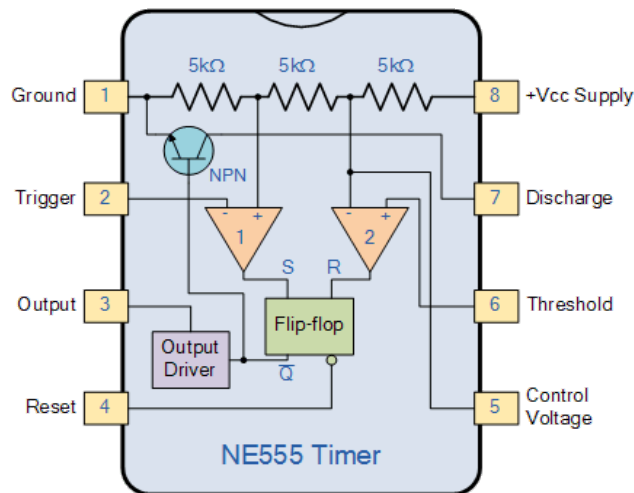 5kΩ 5kΩ 5kΩ
Ground 1 8 +Vcc Supply
NPN
Trigger 2 7 Discharge
- + - +
1 2
S R
Output 3 6 Threshold
Flip-flop
Output
Driver
Q̅
Reset 4 5 Control
Voltage
NE555 Timer